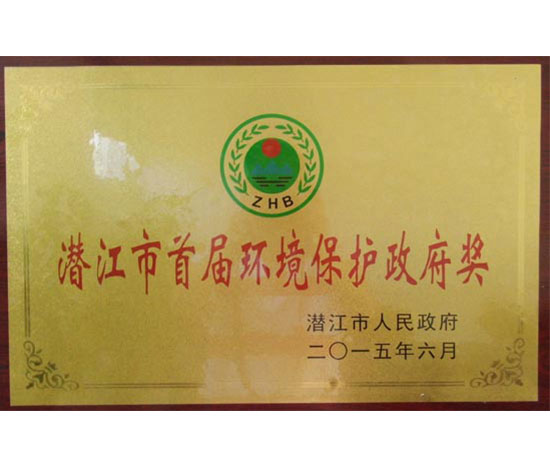 ZHB
潜江市首届环境保护政府奖
潜江市人民政府
二〇一五年六月